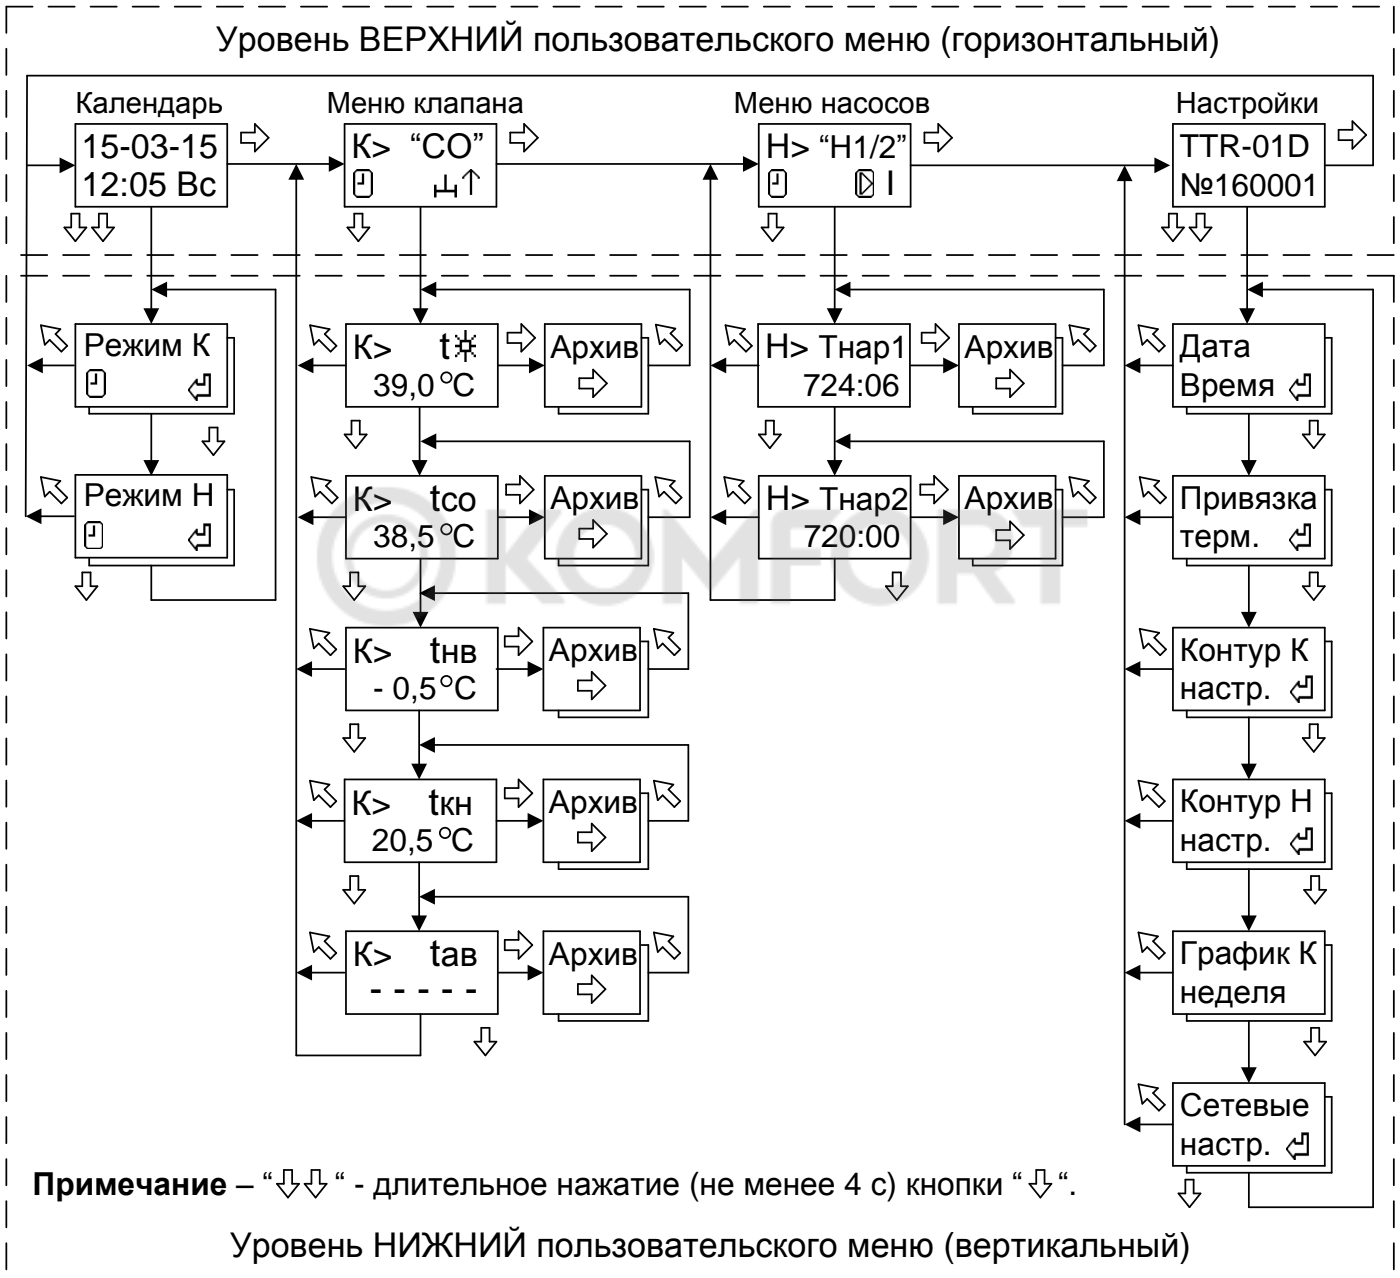 Уровень ВЕРХНИЙ пользовательского меню (горизонтальный)
Календарь
15-03-15
12:05 Вс
Меню клапана
К> “СО”
Меню насосов
Н> “Н1/2”
I
Настройки
TTR-01D
№160001
Режим К
Режим Н
К> t
39,0 °C
Архив
К> tсо
38,5 °C
Архив
К> tнв
- 0,5°C
Архив
К> tкн
20,5 °C
Архив
К> tав
- - - - -
Архив
Н> Тнар1
724:06
Архив
Н> Тнар2
720:00
Архив
Дата
Время
Привязка
терм.
Контур К
настр.
Контур Н
настр.
График К
неделя
Сетевые
настр.
KOMFORT
Примечание – “⇩⇩“ - длительное нажатие (не менее 4 с) кнопки “⇩“.
Уровень НИЖНИЙ пользовательского меню (вертикальный)